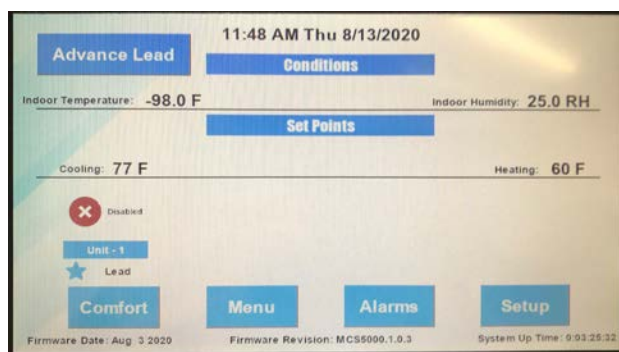 11:48 AM Thu 8/13/2020
Advance Lead
Conditions
Indoor Temperature: -98.0 F
Indoor Humidity: 25.0 RH
Set Points
Cooling: 77 F
Heating: 60 F
Disabled
Unit - 1
Lead
Comfort
Menu
Alarms
Setup
Firmware Date: Aug 3 2020
Firmware Revision: MCS5000.1.0.3
System Up Time: 0:03:25:32